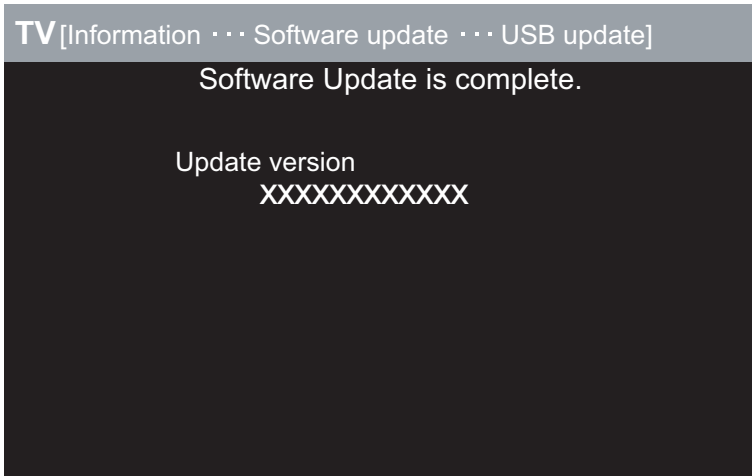 TV [Information ··· Software update ··· USB update]
Software Update is complete.
Update version
XXXXXXXXXXXX